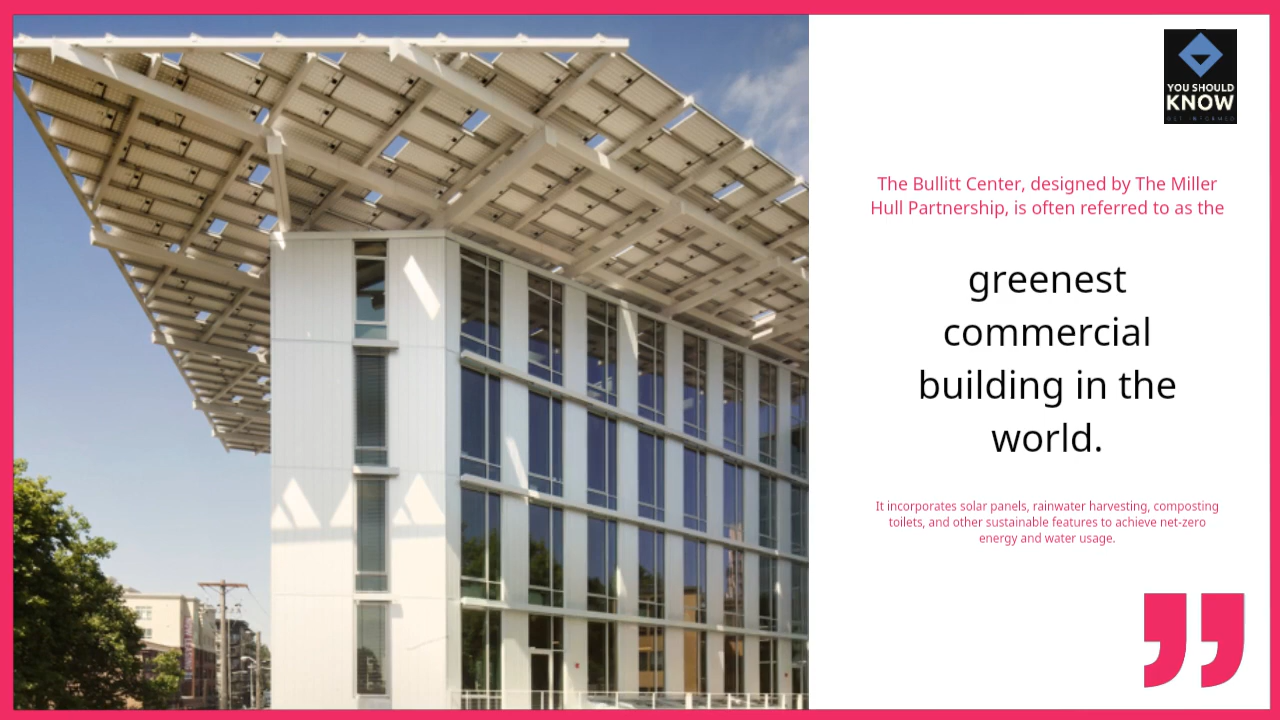 YOU SHOULD
KNOW
GET INFORMED
The Bullitt Center, designed by The Miller
Hull Partnership, is often referred to as the
greenest
commercial
building in the
world.
It incorporates solar panels, rainwater harvesting, composting
toilets, and other sustainable features to achieve net-zero
energy and water usage.